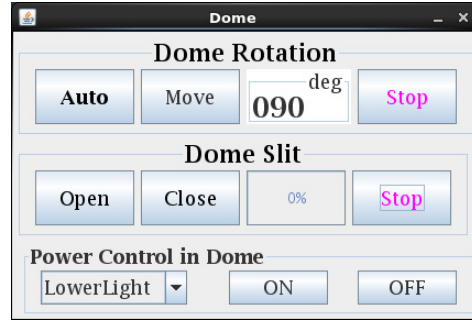 Dome
Dome Rotation
Auto Move 090 deg Stop
Dome Slit
Open Close 0% Stop
Power Control in Dome
LowerLight ON OFF